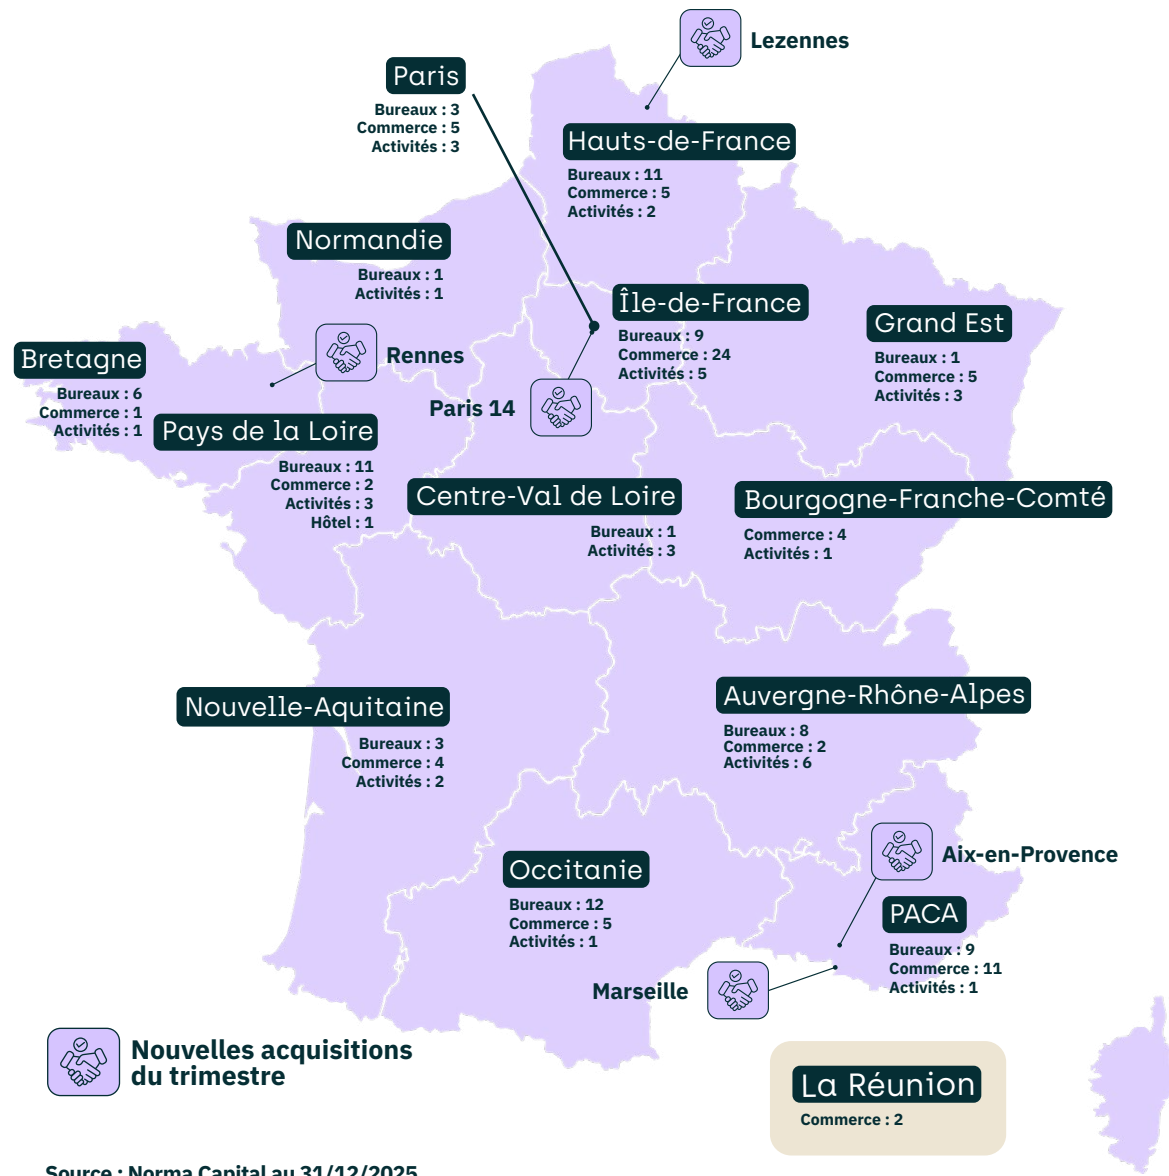 Lezennes
Paris
Bureaux : 3
Commerce : 5
Activités : 3
Hauts-de-France
Bureaux : 11
Commerce : 5
Activités : 2
Normandie
Bureaux : 1
Activités : 1
Île-de-France
Bureaux : 9
Commerce : 24
Activités : 5
Grand Est
Bureaux : 1
Commerce : 5
Activités : 3
Bretagne
Bureaux : 6
Commerce : 1
Activités : 1
Rennes
Paris 14
Pays de la Loire
Bureaux : 11
Commerce : 2
Activités : 3
Hôtel : 1
Centre-Val de Loire
Bureaux : 1
Activités : 3
Bourgogne-Franche-Comté
Commerce : 4
Activités : 1
Nouvelle-Aquitaine
Bureaux : 3
Commerce : 4
Activités : 2
Auvergne-Rhône-Alpes
Bureaux : 8
Commerce : 2
Activités : 6
Occitanie
Bureaux : 12
Commerce : 5
Activités : 1
Aix-en-Provence
PACA
Bureaux : 9
Commerce : 11
Activités : 1
Marseille
Nouvelles acquisitions
du trimestre
La Réunion
Commerce : 2
Source : Norma Capital au 31/12/2025